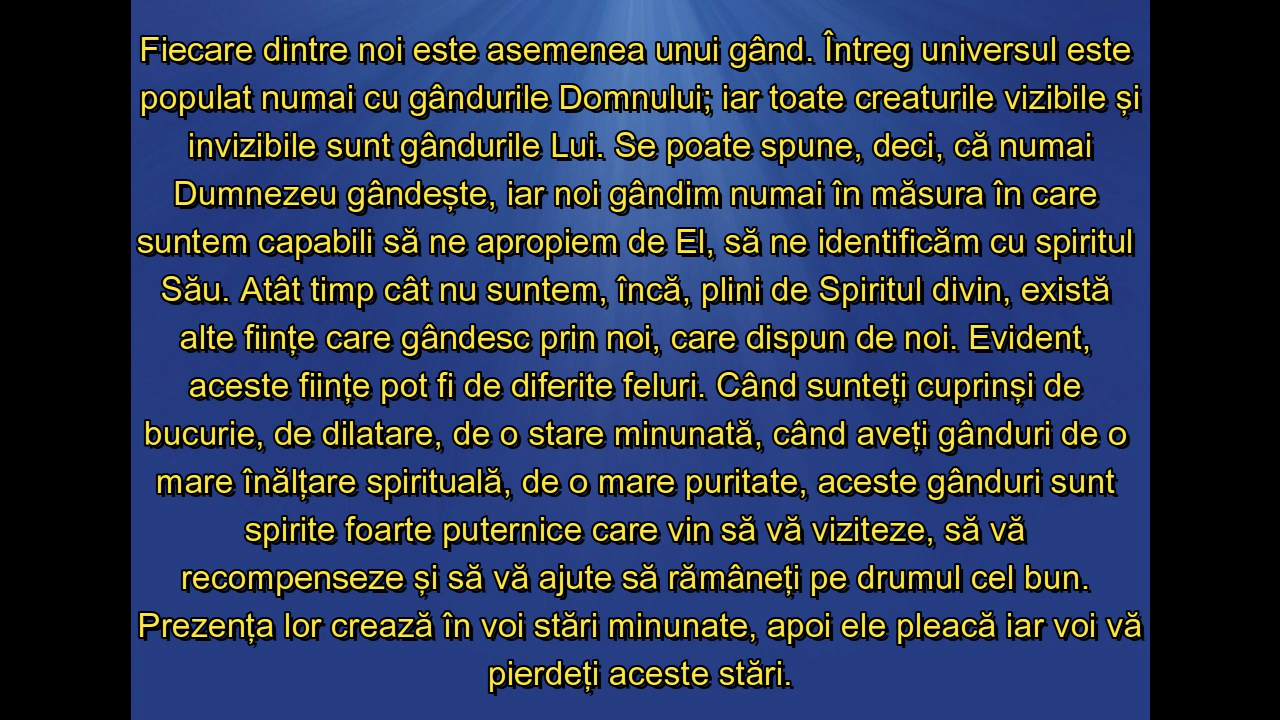 Fiecare dintre noi este asemenea unui gând. Întreg universul este
populat numai cu gândurile Domnului; iar toate creaturile vizibile și
invizibile sunt gândurile Lui. Se poate spune, deci, că numai
Dumnezeu gândește, iar noi gândim numai în măsura în care
suntem capabili să ne apropiem de El, să ne identificăm cu spiritul
Său. Atât timp cât nu suntem, încă, plini de Spiritul divin, există
alte ființe care gândesc prin noi, care dispun de noi. Evident,
aceste ființe pot fi de diferite feluri. Când sunteți cuprinși de
bucurie, de dilatare, de o stare minunată, când aveți gânduri de o
mare înălțare spirituală, de o mare puritate, aceste gânduri sunt
spirite foarte puternice care vin să vă viziteze, să vă
recompenseze și să vă ajute să rămâneți pe drumul cel bun.
Prezența lor crează în voi stări minunate, apoi ele pleacă iar voi vă
pierdeți aceste stări.